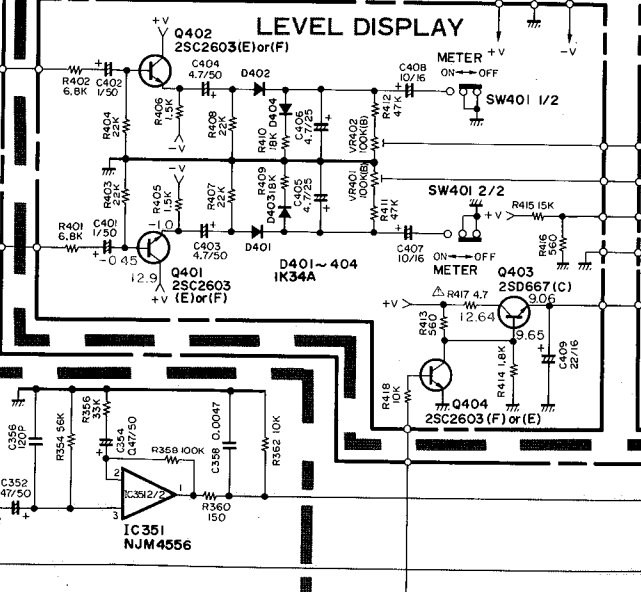 LEVEL DISPLAY
+V
Q402
2SC2603(E)or(F)
C404
4.7/50
D402
+V
-V
METER
ON↔OFF
C408
10/16
SW401 1/2
R402
6.8K
C402
1/50
R404
22K
R406
1.5K
-V
R408
22K
R410
18K
D404
C406
4.7/25
VR402
100K(B)
R412
47K
R403
22K
R405
1.5K
-V
R407
22K
R409
18K
D403
C405
4.7/25
VR401
100K(B)
R411
47K
SW401 2/2
R401
6.8K
C401
1/50
-0.45
-1.0
C403
4.7/50
D401
C407
10/16
+V
R415 15K
R416
560
12.9
+V
Q401
2SC2603
(E)or(F)
D401~404
1K34A
ON↔OFF
METER
Q403
2SD667(C)
+V
⚠ R417 4.7
12.64
9.06
9.65
R413
560
R414 1.8K
C409
22/16
R418
10K
Q404
2SC2603(F)or(E)
C356
120P
R354 56K
R356
33K
C354
0.47/50
R358 100K
C358 0.0047
R362 10K
C352
47/50
2
3
1
IC351 2/2
R360
150
IC351
NJM4556